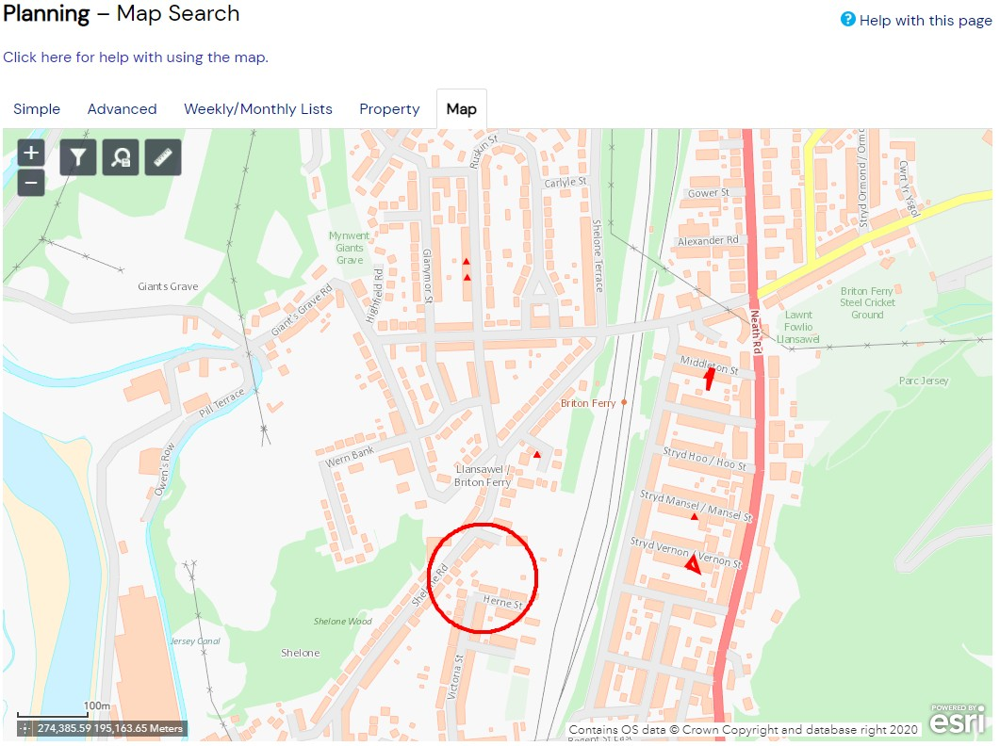 Planning – Map Search
? Help with this page
Click here for help with using the map.
Simple
Advanced
Weekly/Monthly Lists
Property
Map
+
−
Ruskin St
Carlyle St
Gower St
Stryd Ormond / Orm
Cwrt Yr Ysgol
Shelone Terrace
Alexander Rd
Mynwent
Giants
Grave
Glanymor St
Giants Grave
Highfield Rd
Giant's Grave Rd
Briton Ferry
Steel Cricket
Ground
Lawnt
Fowlio
Llansawel
Neath Rd
Middleton St
Parc Jersey
Pill Terrace
Briton Ferry
Owen's Row
Wern Bank
Stryd Hoo / Hoo St
Llansawel /
Briton Ferry
Stryd Mansel / Mansel St
Stryd Vernon / Vernon St
Shelone Rd
Herne St
Shelone Wood
Jersey Canal
Shelone
Victoria St
100m
274,385.59 195,163.65 Meters
Regent St East
Contains OS data © Crown Copyright and database right 2020
POWERED BY
esri